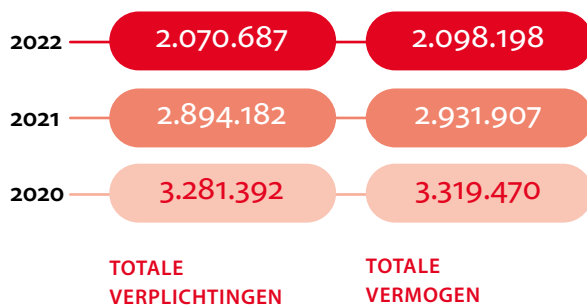 2022 2.070.687 2.098.198
2021 2.894.182 2.931.907
2020 3.281.392 3.319.470
TOTALE VERPLICHTINGEN
TOTALE VERMOGEN